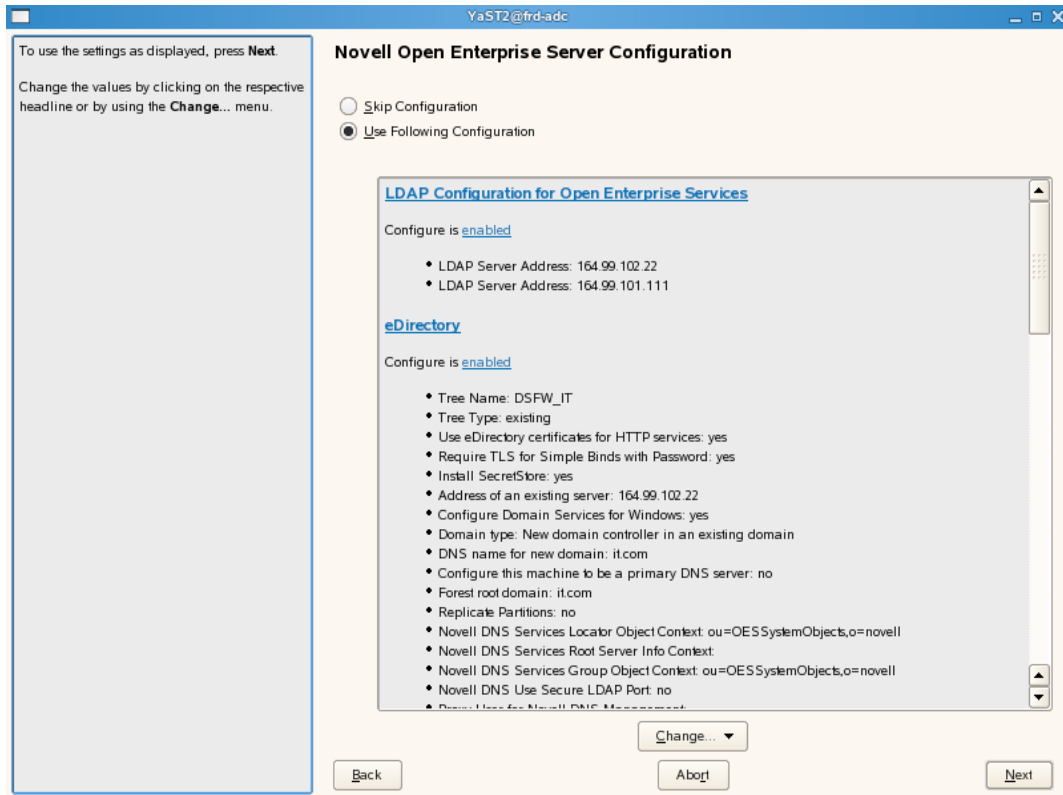 YaST2@frd-adc
To use the settings as displayed, press Next.
Change the values by clicking on the respective
headline or by using the Change... menu.
Novell Open Enterprise Server Configuration
Skip Configuration
Use Following Configuration
LDAP Configuration for Open Enterprise Services
Configure is enabled
• LDAP Server Address: 164.99.102.22
• LDAP Server Address: 164.99.101.111
eDirectory
Configure is enabled
• Tree Name: DSFW_IT
• Tree Type: existing
• Use eDirectory certificates for HTTP services: yes
• Require TLS for Simple Binds with Password: yes
• Install SecretStore: yes
• Address of an existing server: 164.99.102.22
• Configure Domain Services for Windows: yes
• Domain type: New domain controller in an existing domain
• DNS name for new domain: it.com
• Configure this machine to be a primary DNS server: no
• Forest root domain: it.com
• Replicate Partitions: no
• Novell DNS Services Locator Object Context: ou=OESSystemObjects,o=novell
• Novell DNS Services Root Server Info Context:
• Novell DNS Services Group Object Context: ou=OESSystemObjects,o=novell
• Novell DNS Use Secure LDAP Port: no
• Proxy User for Novell DNS Management:
Change...
Back
Abort
Next